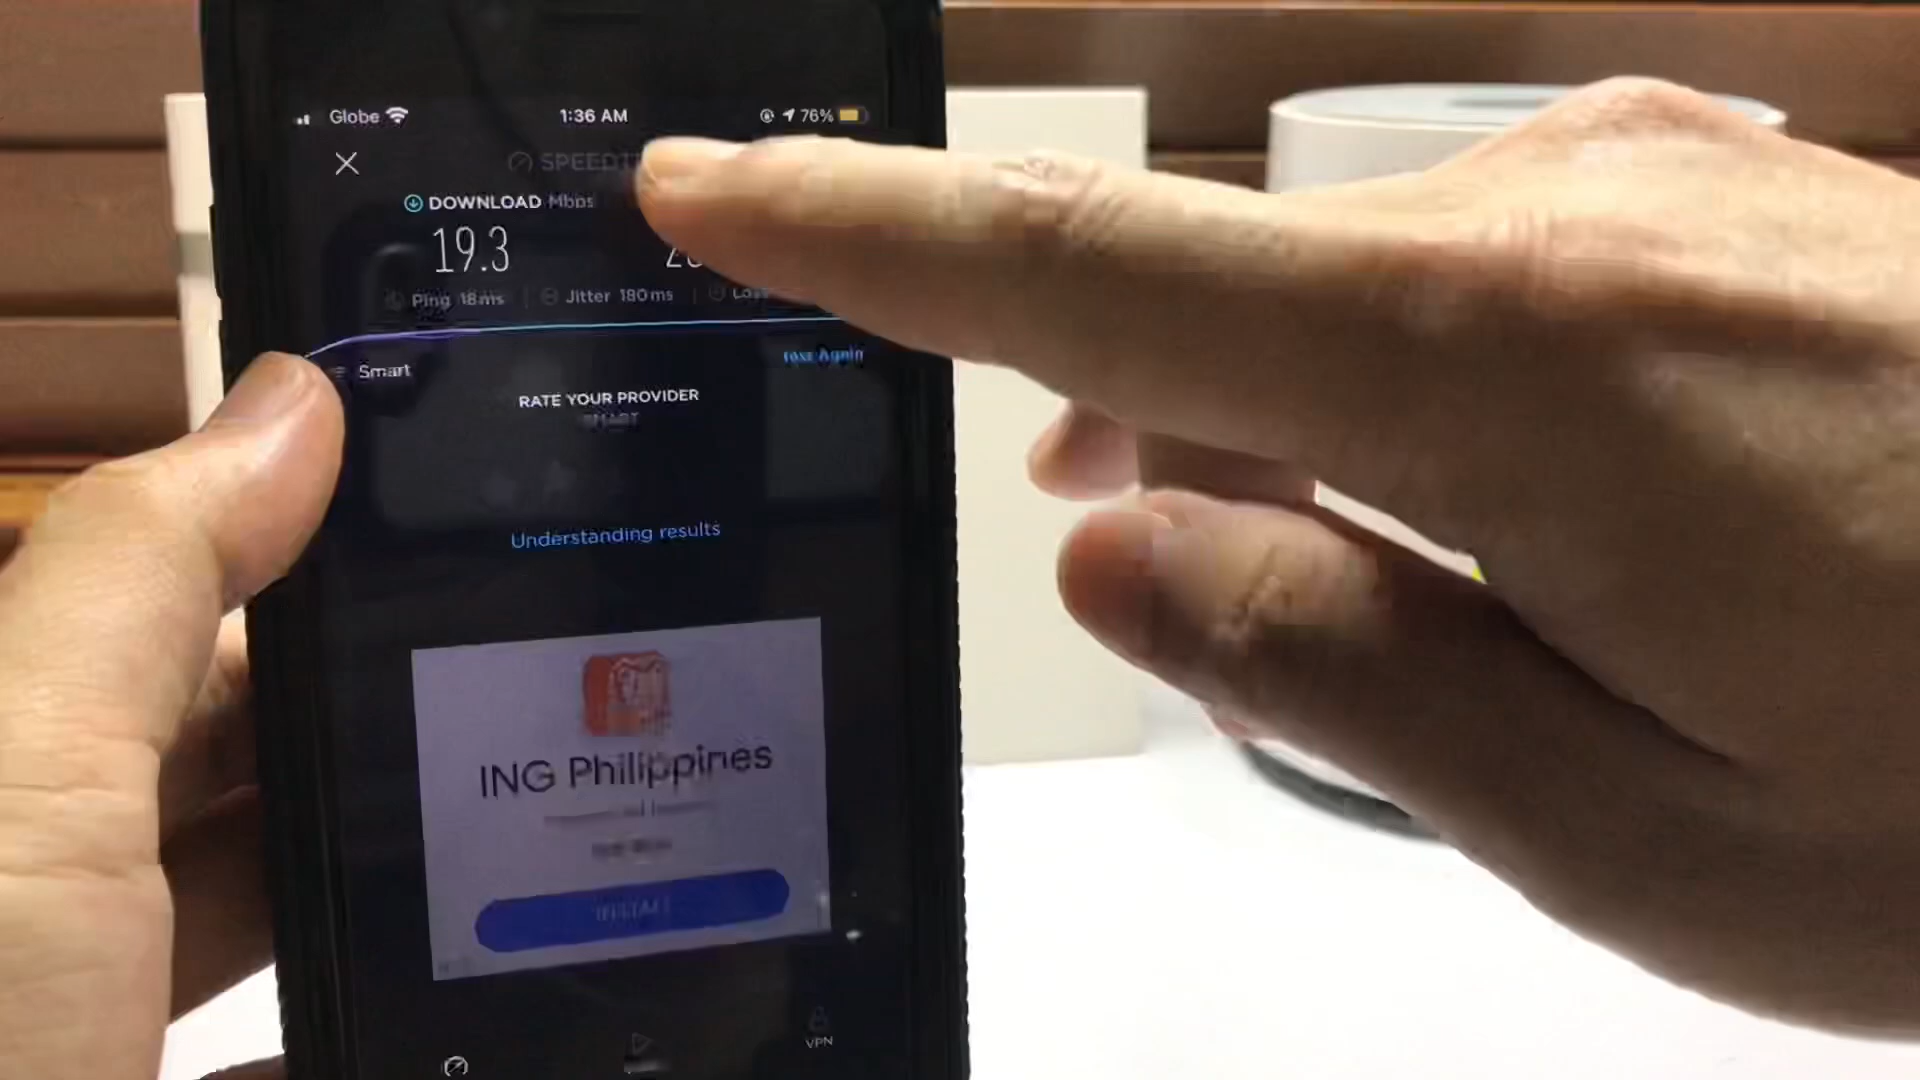 Globe 1:36 AM 76%
SPEEDT
DOWNLOAD Mbps
19.3
Ping 18 ms Jitter 180 ms Loss
Smart Test Again
RATE YOUR PROVIDER
SMART
Understanding results
ING Philippines
INSTALL
VPN